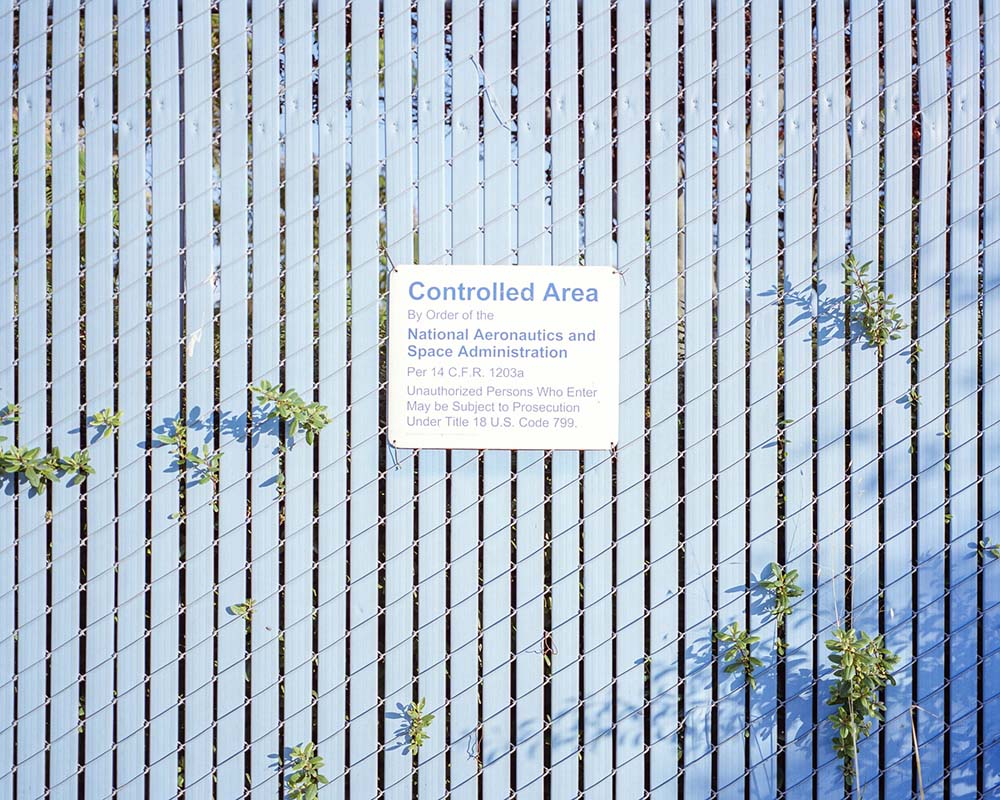 Controlled Area
By Order of the
National Aeronautics and
Space Administration
Per 14 C.F.R. 1203a
Unauthorized Persons Who Enter
May be Subject to Prosecution
Under Title 18 U.S. Code 799.